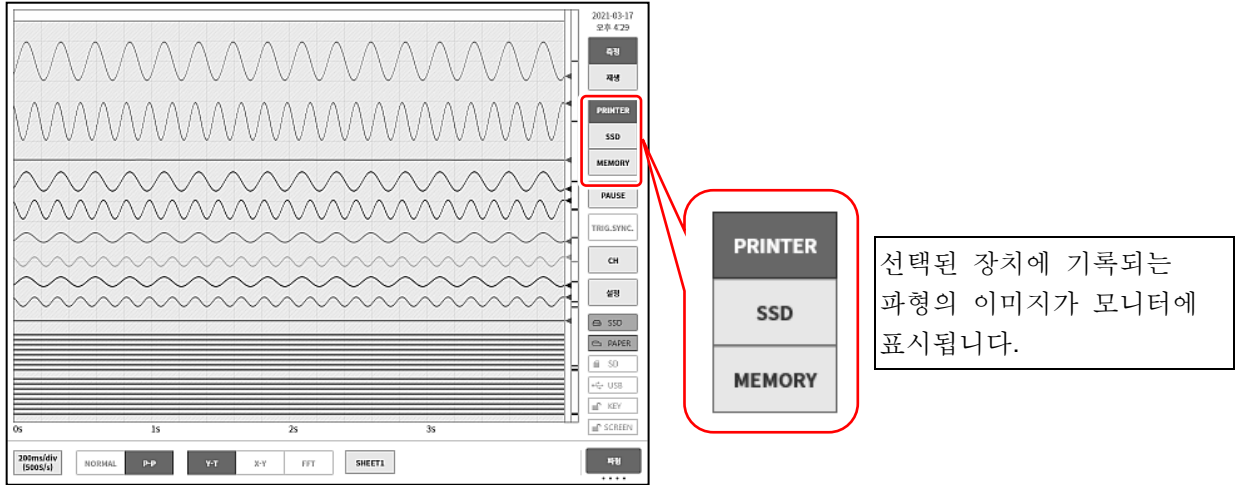 2021-03-17
오후 4:29
측정
재생
PRINTER
SSD
MEMORY
PAUSE
TRIG.SYNC.
CH
설정
SSD
PAPER
SD
USB
KEY
SCREEN
0s 1s 2s 3s
200ms/div
(500S/s)
NORMAL P-P Y-T X-Y FFT SHEET1 파형
PRINTER
SSD
MEMORY
선택된 장치에 기록되는
파형의 이미지가 모니터에
표시됩니다.